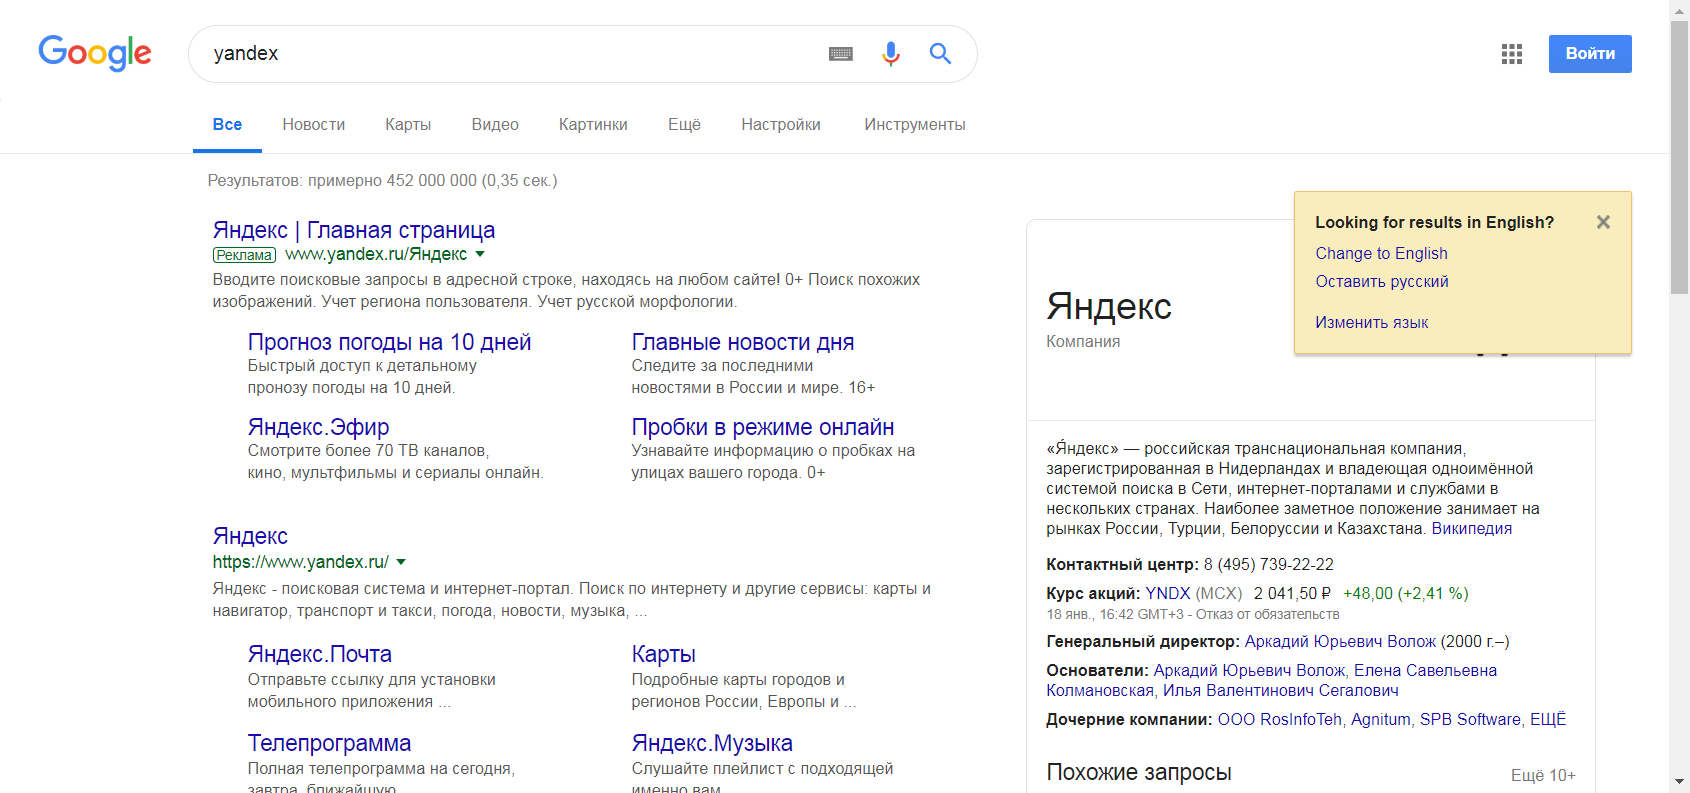 Google
yandex
Войти
Все Новости Карты Видео Картинки Ещё Настройки Инструменты
Результатов: примерно 452 000 000 (0,35 сек.)
Яндекс | Главная страница
Реклама www.yandex.ru/Яндекс
Вводите поисковые запросы в адресной строке, находясь на любом сайте! 0+ Поиск похожих
изображений. Учет региона пользователя. Учет русской морфологии.
Прогноз погоды на 10 дней
Быстрый доступ к детальному
пронозу погоды на 10 дней.
Главные новости дня
Следите за последними
новостями в России и мире. 16+
Яндекс.Эфир
Смотрите более 70 ТВ каналов,
кино, мультфильмы и сериалы онлайн.
Пробки в режиме онлайн
Узнавайте информацию о пробках на
улицах вашего города. 0+
Яндекс
https://www.yandex.ru/
Яндекс - поисковая система и интернет-портал. Поиск по интернету и другие сервисы: карты и
навигатор, транспорт и такси, погода, новости, музыка, ...
Яндекс.Почта
Отправьте ссылку для установки
мобильного приложения ...
Карты
Подробные карты городов и
регионов России, Европы и ...
Телепрограмма
Полная телепрограмма на сегодня,
завтра, ближайшую
Яндекс.Музыка
Слушайте плейлист с подходящей
именно вам
Looking for results in English?
Change to English
Оставить русский
Изменить язык
Яндекс
Компания
«Я́ндекс» — российская транснациональная компания,
зарегистрированная в Нидерландах и владеющая одноимённой
системой поиска в Сети, интернет-порталами и службами в
нескольких странах. Наиболее заметное положение занимает на
рынках России, Турции, Белоруссии и Казахстана. Википедия
Контактный центр: 8 (495) 739-22-22
Курс акций: YNDX (MCX) 2 041,50 ₽ +48,00 (+2,41 %)
18 янв., 16:42 GMT+3 - Отказ от обязательств
Генеральный директор: Аркадий Юрьевич Волож (2000 г.–)
Основатели: Аркадий Юрьевич Волож, Елена Савельевна
Колмановская, Илья Валентинович Сегалович
Дочерние компании: ООО RosInfoTeh, Agnitum, SPB Software, ЕЩЁ
Похожие запросы
Ещё 10+